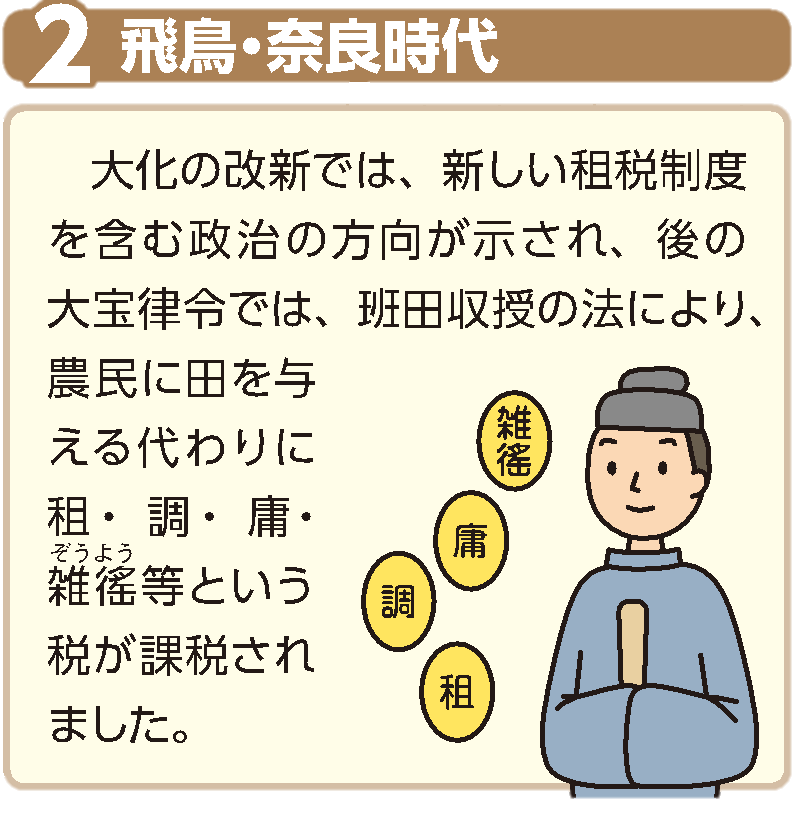 2 飛鳥・奈良時代
大化の改新では、新しい租税制度
を含む政治の方向が示され、後の
大宝律令では、班田収授の法により、
農民に田を与
える代わりに
租・調・庸・
ぞうよう
雑徭等という
税が課税され
ました。
雑徭
庸
調
租